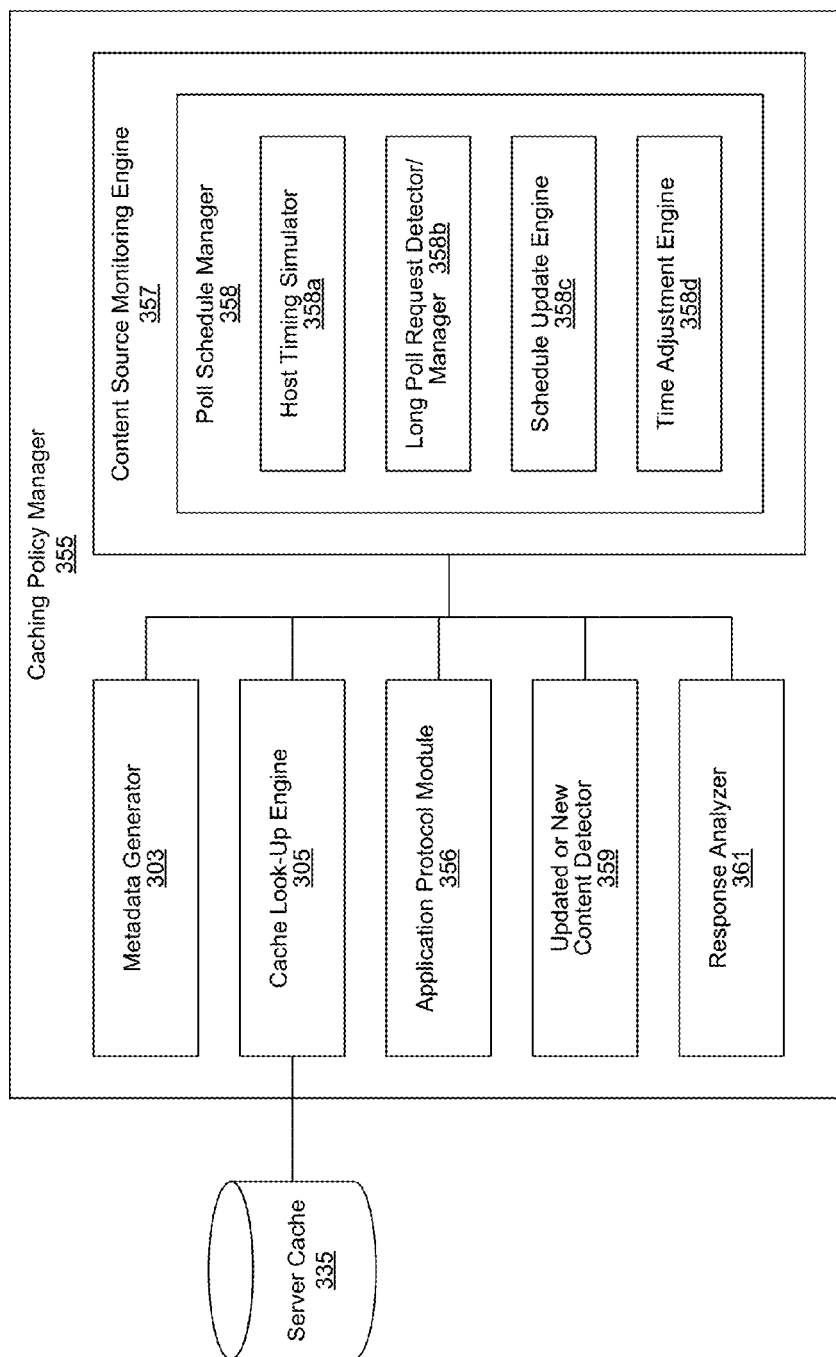 Caching Policy Manager
355
Server Cache
335
Metadata Generator
303
Cache Look-Up Engine
305
Application Protocol Module
356
Updated or New
Content Detector
359
Response Analyzer
361
Content Source Monitoring Engine
357
Poll Schedule Manager
358
Host Timing Simulator
358a
Long Poll Request Detector/
Manager 358b
Schedule Update Engine
358c
Time Adjustment Engine
358d